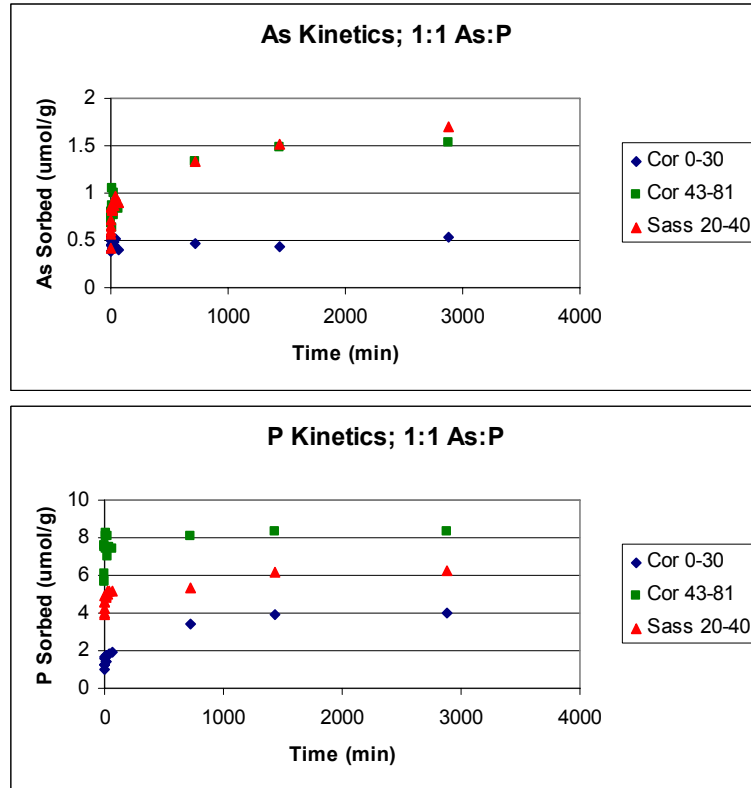 As Kinetics; 1:1 As:P
As Sorbed (umol/g)
2
1.5
1
0.5
0
0
1000
2000
3000
4000
Time (min)
Cor 0-30
Cor 43-81
Sass 20-40
P Kinetics; 1:1 As:P
P Sorbed (umol/g)
10
8
6
4
2
0
0
1000
2000
3000
4000
Time (min)
Cor 0-30
Cor 43-81
Sass 20-40